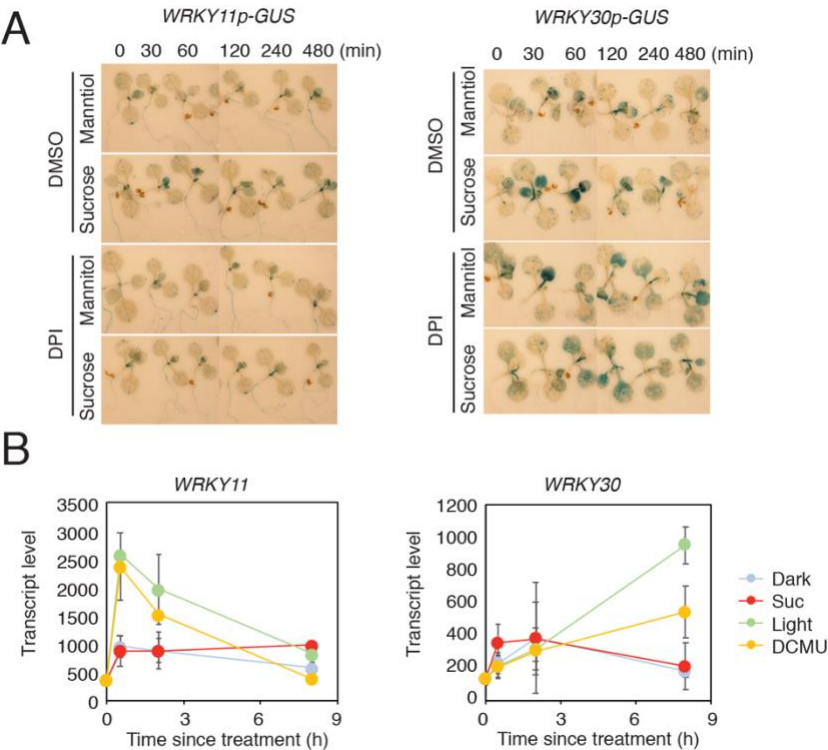 A
WRKY11p-GUS
0 30 60 120 240 480 (min)
DMSO
Manntiol
Sucrose
DPI
Mannitol
Sucrose
WRKY30p-GUS
0 30 60 120 240 480 (min)
DMSO
Mannitol
Sucrose
DPI
Mannitol
Sucrose
B
WRKY11
Transcript level
3500
3000
2500
2000
1500
1000
500
0
0 3 6 9
Time since treatment (h)
WRKY30
Transcript level
1200
1000
800
600
400
200
0
0 3 6 9
Time since treatment (h)
Dark
Suc
Light
DCMU